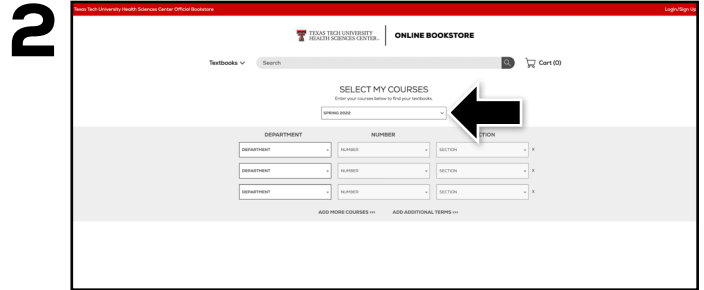 2
Texas Tech University Health Sciences Center Official Bookstore Login/Sign Up
TEXAS TECH UNIVERSITY
HEALTH SCIENCES CENTER. ONLINE BOOKSTORE
Textbooks Search Cart (0)
SELECT MY COURSES
Enter your courses below to find your textbooks.
SPRING 2022
DEPARTMENT NUMBER CTION
DEPARTMENT NUMBER SECTION X
DEPARTMENT NUMBER SECTION X
DEPARTMENT NUMBER SECTION X
ADD MORE COURSES >>> ADD ADDITIONAL TERMS >>>